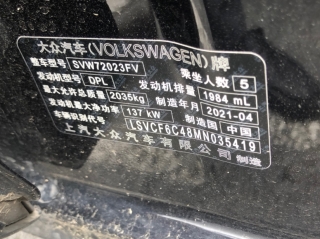 大众汽车(VOLKSWAGEN)牌
整车型号 SVW72023FV 乘坐人数 5
发动机型号 DPL 发动机排量 1984 mL
最大允许总质量 2035kg 制造年月 2021-04
发动机最大净功率 137 kW 制造国 中国
车辆识别代号 LSVCF6C48MN035419
上汽大众汽车有限公司 制造